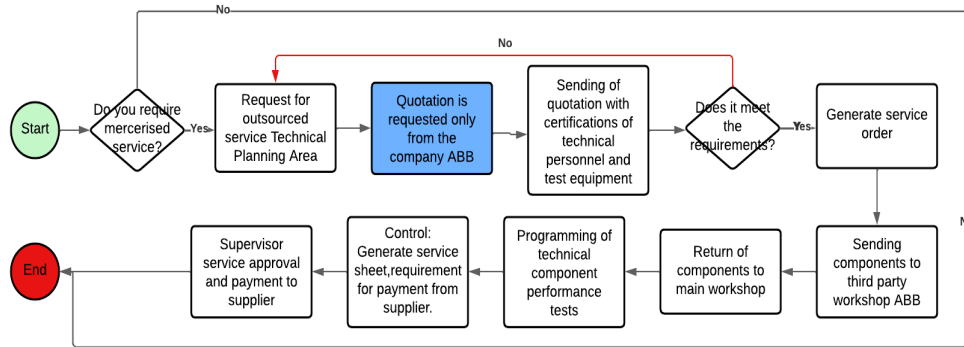 No
No
Start
Do you require
mercerised
service?
Yes
Request for
outsourced
service Technical
Planning Area
Quotation is
requested only
from the
company ABB
Sending of
quotation with
certifications of
technical
personnel and
test equipment
Does it meet
the
requirements?
Yes
Generate service
order
End
Supervisor
service approval
and payment to
supplier
Control:
Generate service
sheet,requirement
for payment from
supplier.
Programming of
technical
component
performance
tests
Return of
components to
main workshop
Sending
components to
third party
workshop ABB